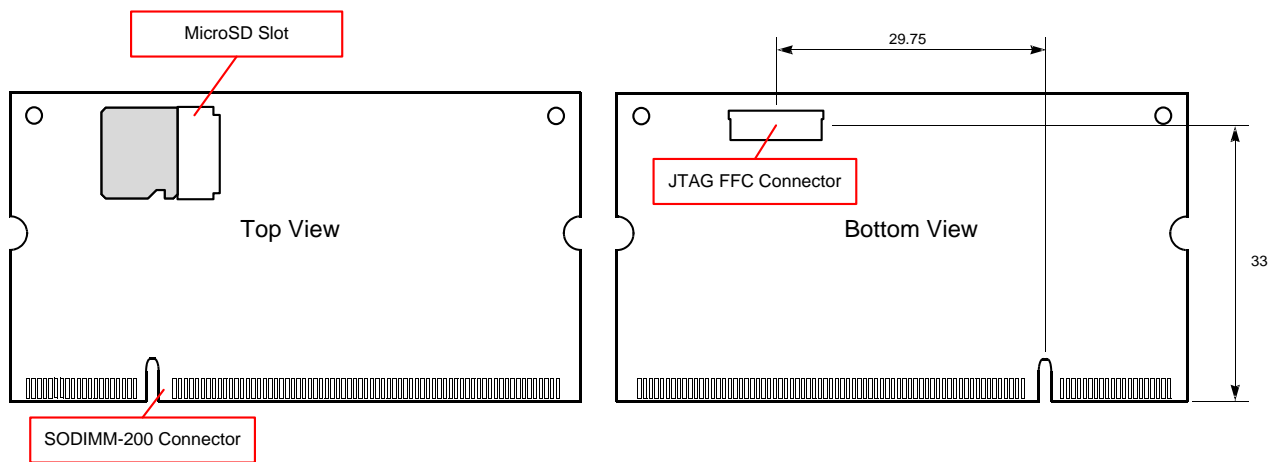 MicroSD Slot
29.75
JTAG FFC Connector
Top View
Bottom View
33
SODIMM-200 Connector